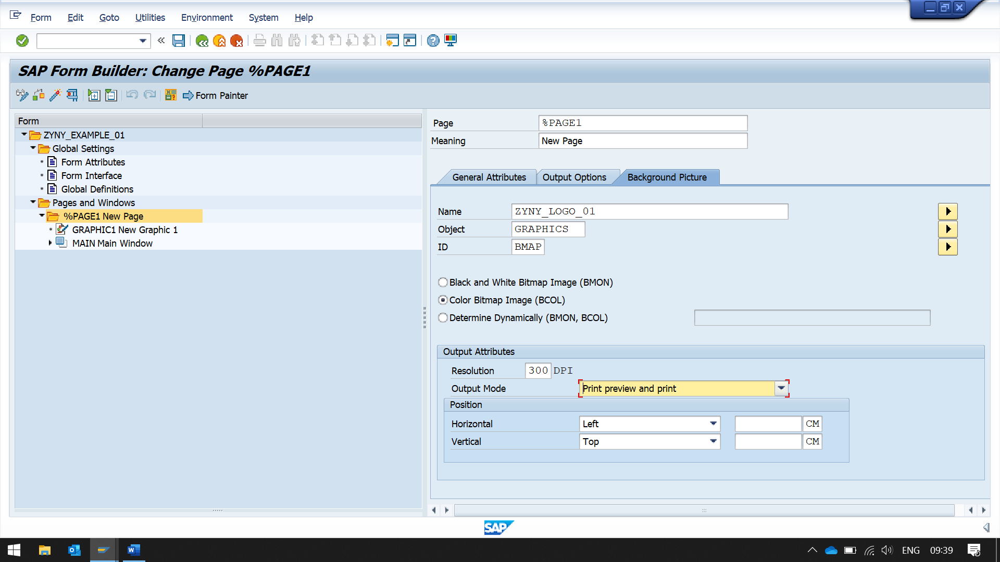 Form Edit Goto Utilities Environment System Help
SAP Form Builder: Change Page %PAGE1
Form Painter
Form
ZYNY_EXAMPLE_01
Global Settings
Form Attributes
Form Interface
Global Definitions
Pages and Windows
%PAGE1 New Page
GRAPHIC1 New Graphic 1
MAIN Main Window
Page %PAGE1
Meaning New Page
General Attributes Output Options Background Picture
Name ZYNY_LOGO_01
Object GRAPHICS
ID BMAP
Black and White Bitmap Image (BMON)
Color Bitmap Image (BCOL)
Determine Dynamically (BMON, BCOL)
Output Attributes
Resolution 300 DPI
Output Mode Print preview and print
Position
Horizontal Left CM
Vertical Top CM
SAP
ENG 09:39